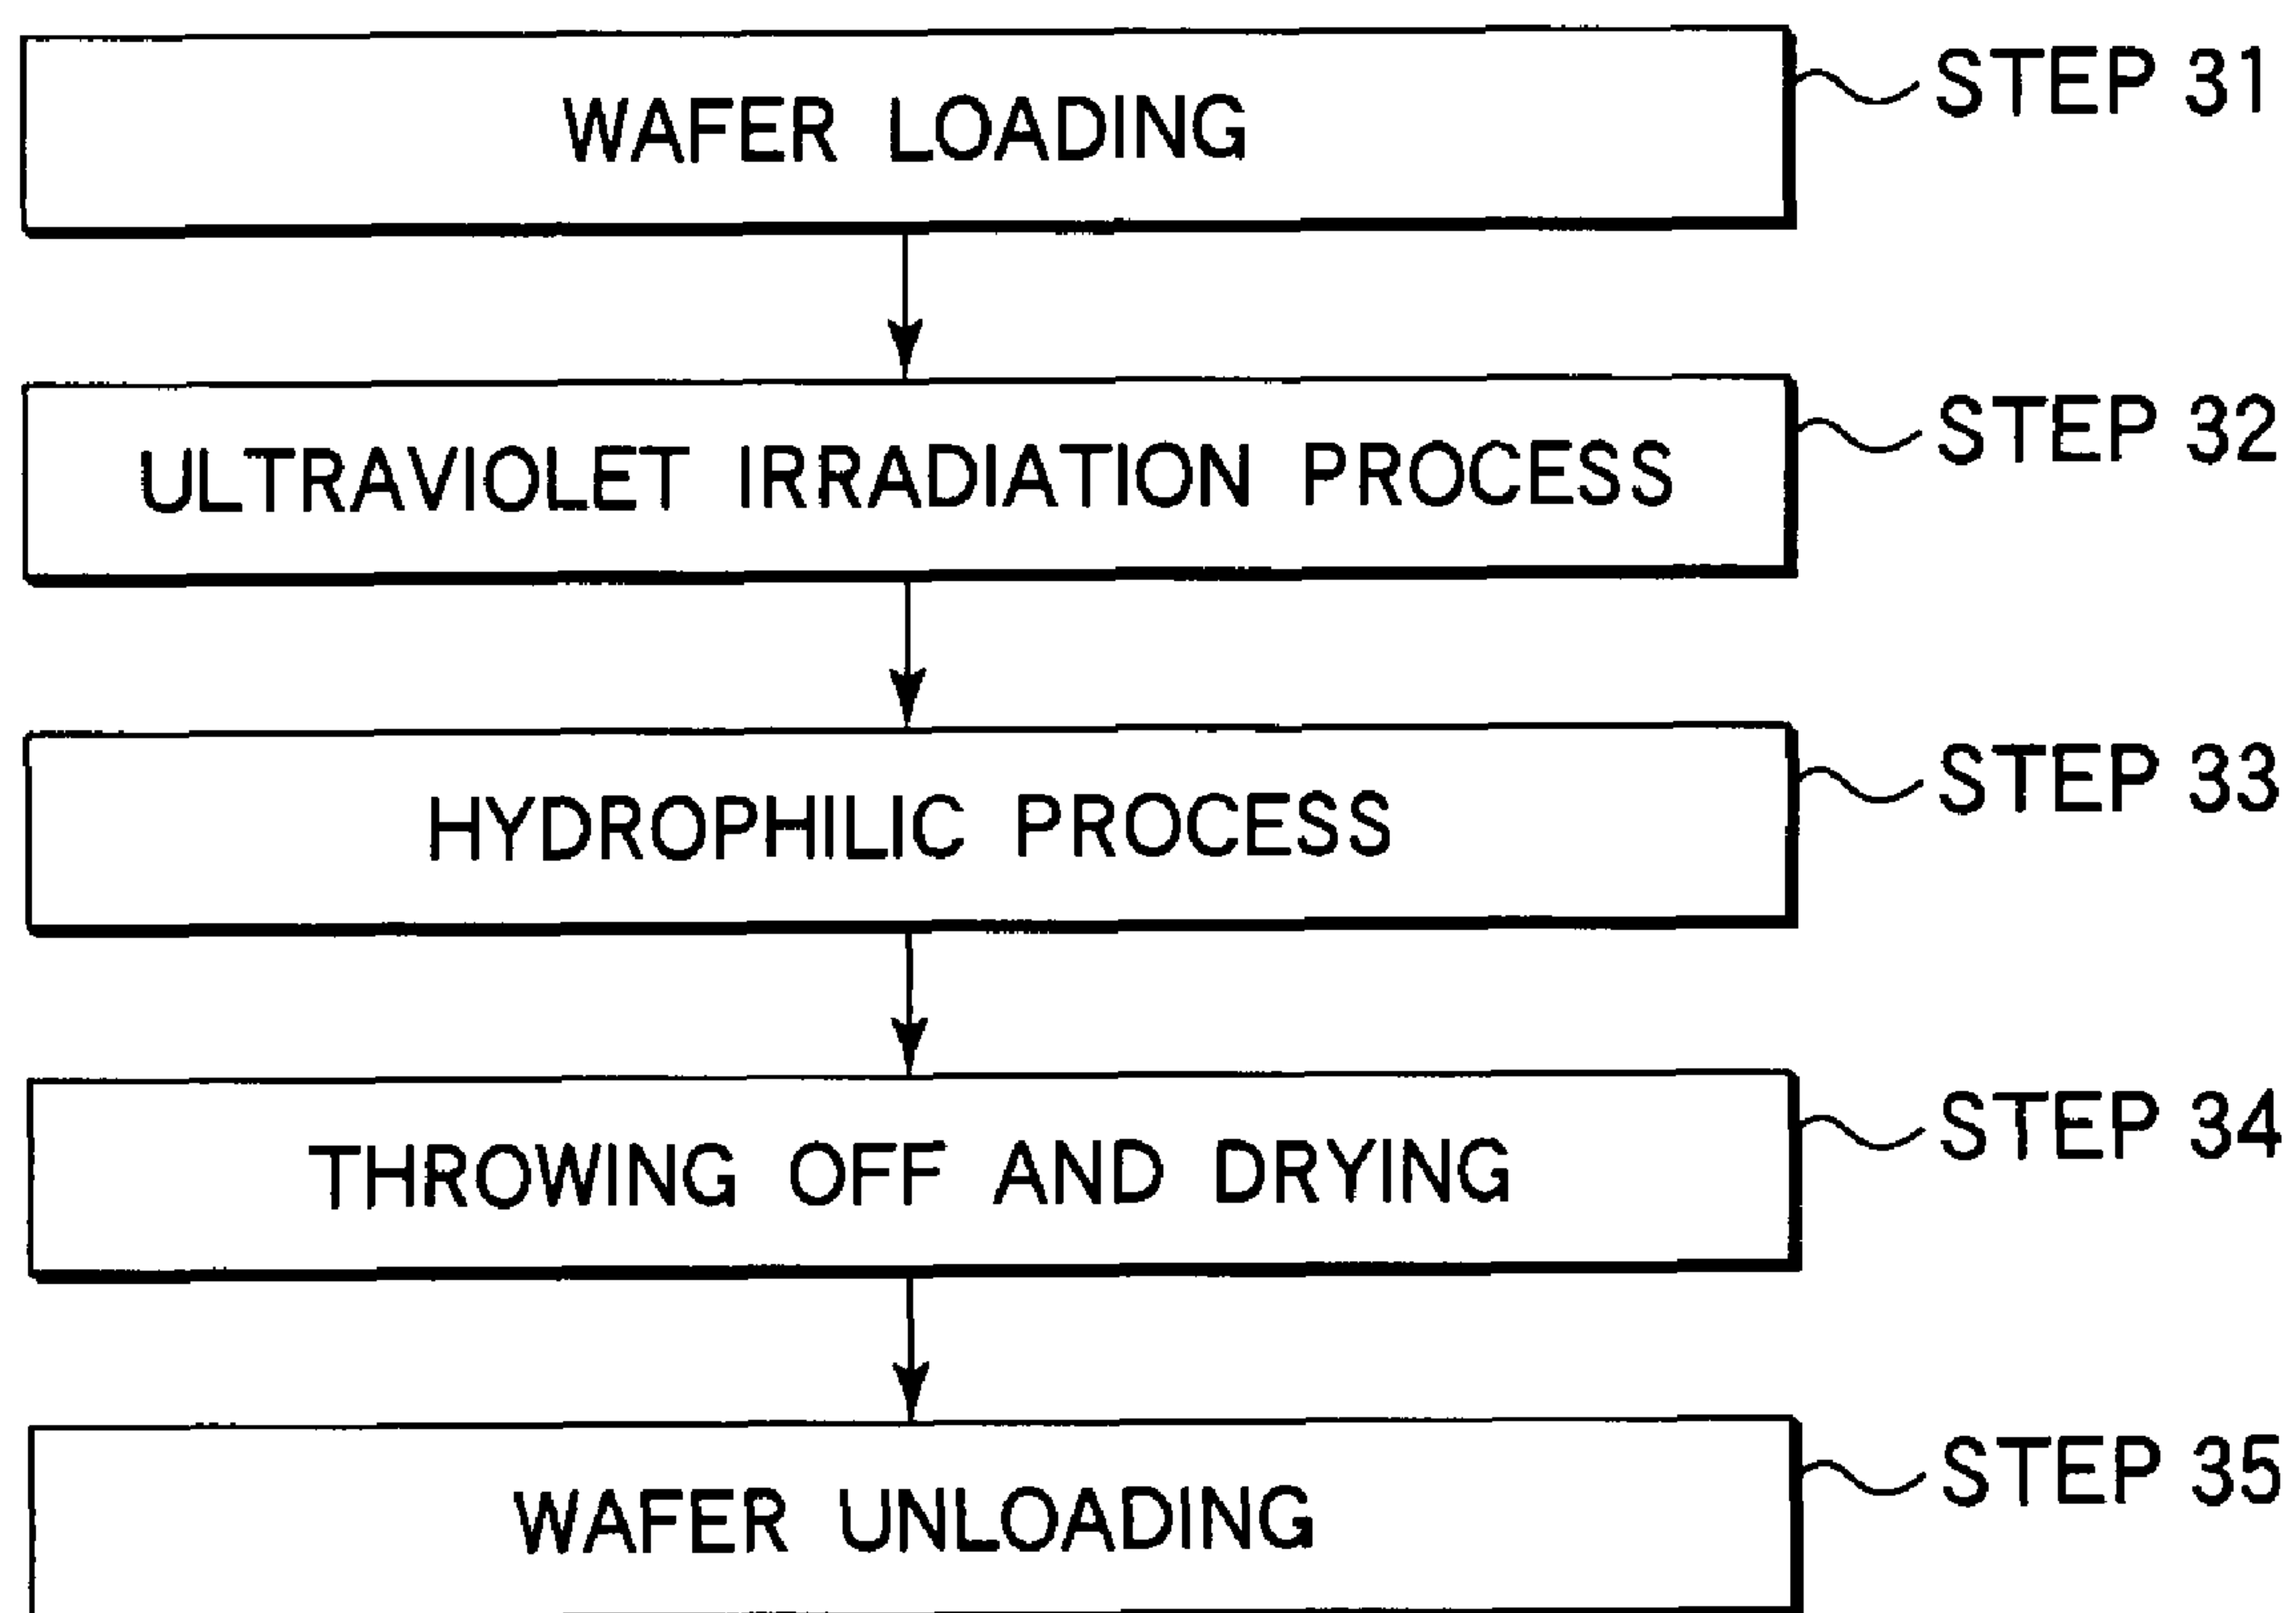 WAFER LOADING
STEP 31
ULTRAVIOLET IRRADIATION PROCESS
STEP 32
HYDROPHILIC PROCESS
STEP 33
THROWING OFF AND DRYING
STEP 34
WAFER UNLOADING
STEP 35